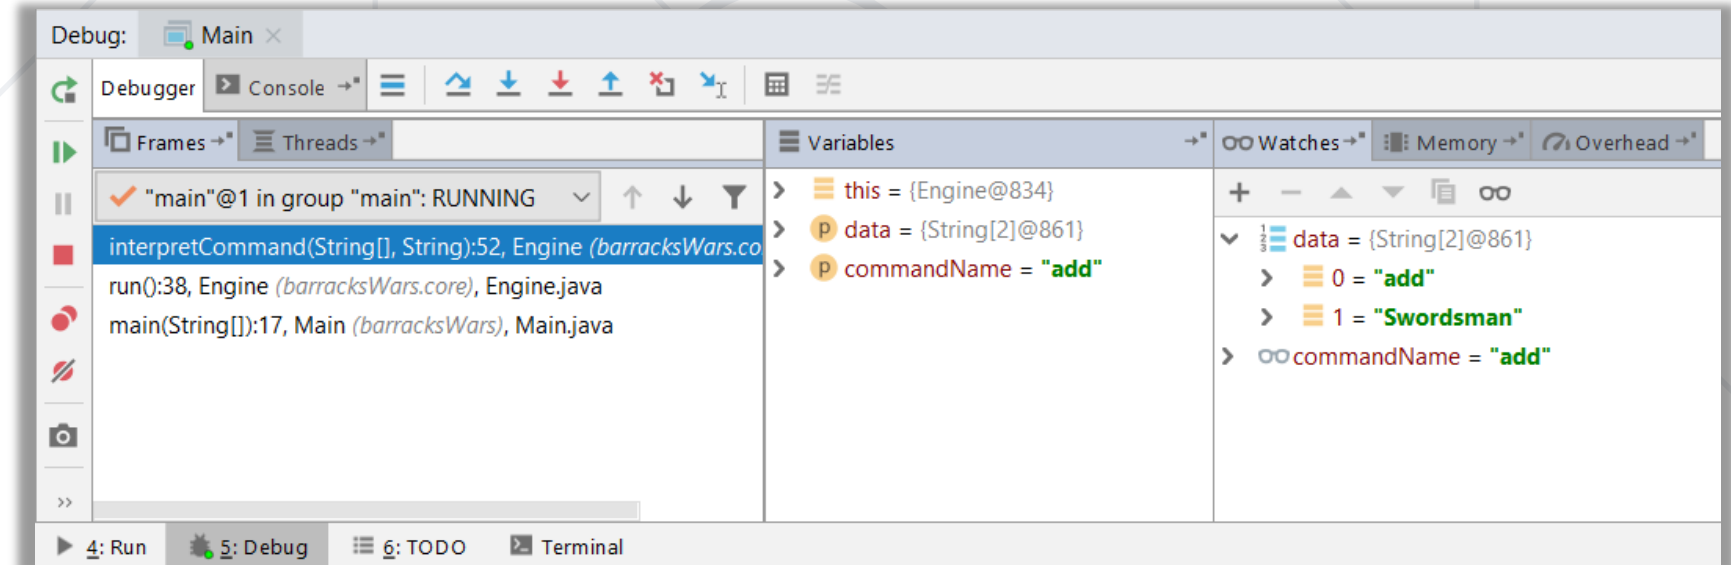 Debug: Main
Debugger Console
Frames Threads
"main"@1 in group "main": RUNNING
interpretCommand(String[], String):52, Engine (barracksWars.co
run():38, Engine (barracksWars.core), Engine.java
main(String[]):17, Main (barracksWars), Main.java
Variables
this = {Engine@834}
data = {String[2]@861}
commandName = "add"
Watches Memory Overhead
data = {String[2]@861}
0 = "add"
1 = "Swordsman"
commandName = "add"
4: Run 5: Debug 6: TODO Terminal